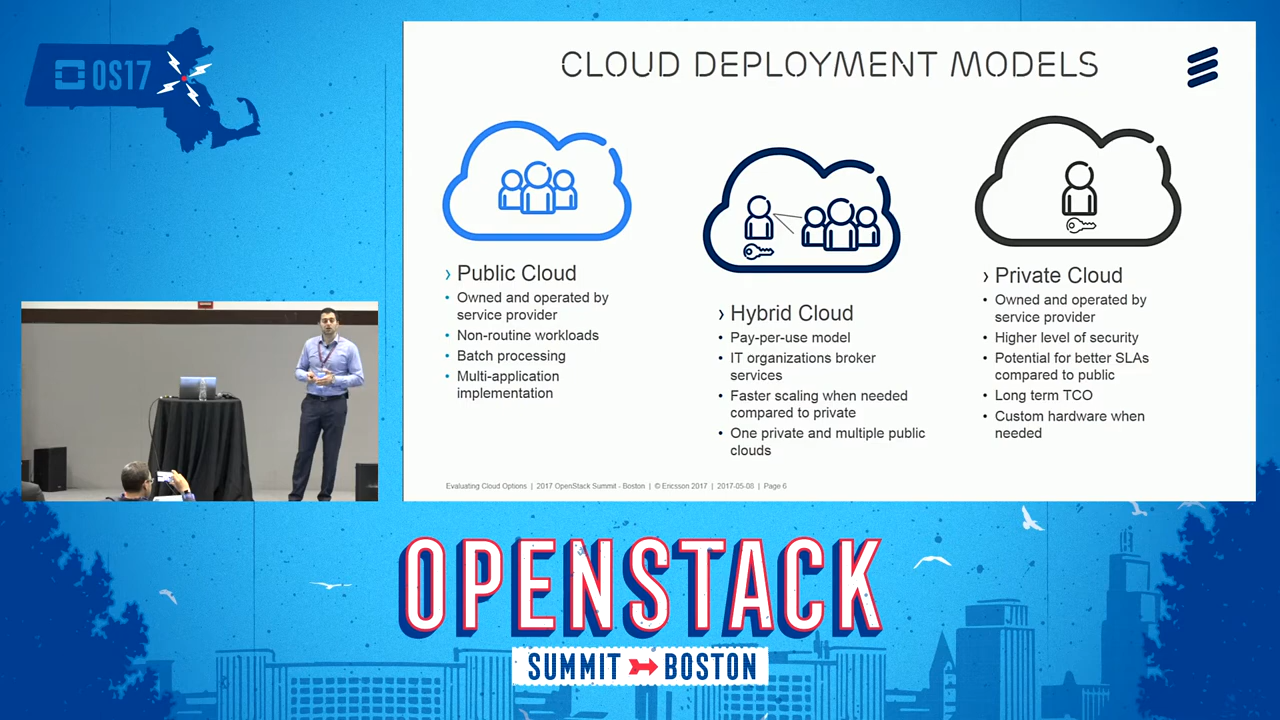 OS17
CLOUD DEPLOYMENT MODELS
› Public Cloud
• Owned and operated by
service provider
• Non-routine workloads
• Batch processing
• Multi-application
implementation
› Hybrid Cloud
• Pay-per-use model
• IT organizations broker
services
• Faster scaling when needed
compared to private
• One private and multiple public
clouds
› Private Cloud
• Owned and operated by
service provider
• Higher level of security
• Potential for better SLAs
compared to public
• Long term TCO
• Custom hardware when
needed
Evaluating Cloud Options | 2017 OpenStack Summit - Boston | © Ericsson 2017 | 2017-05-08 | Page 6
OPENSTACK
SUMMIT BOSTON